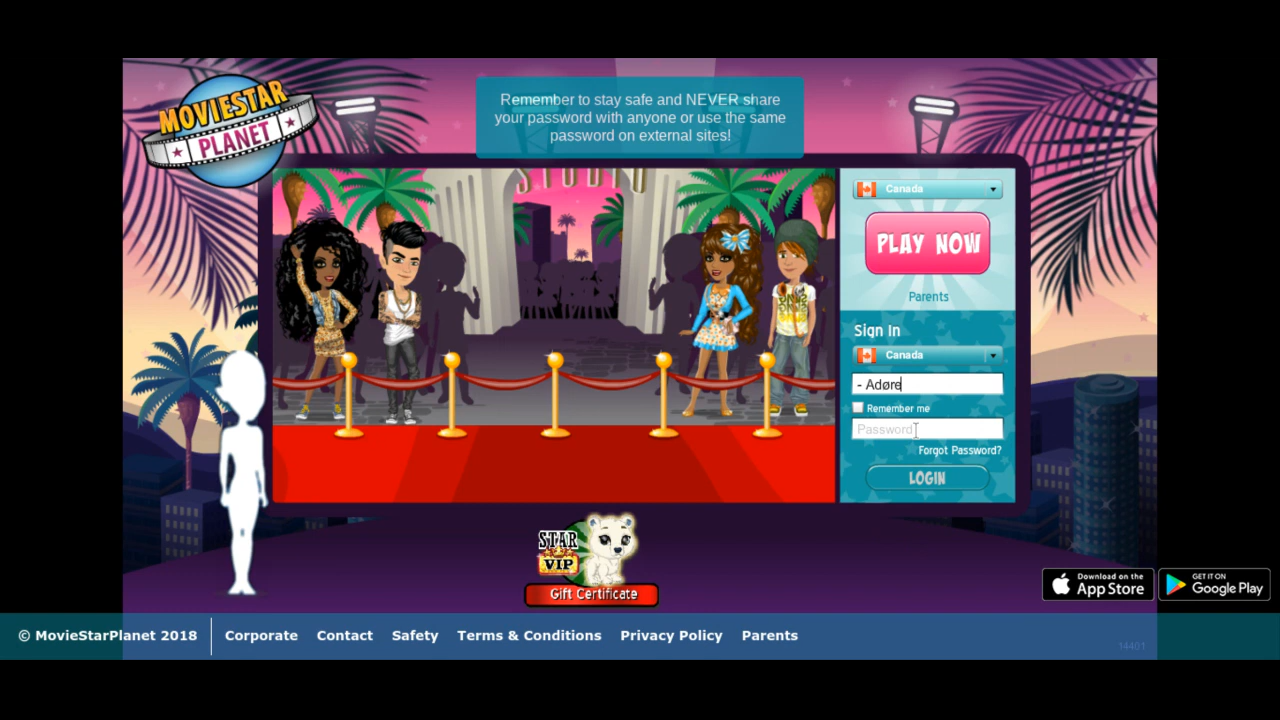 MOVIESTAR
PLANET
Remember to stay safe and NEVER share
your password with anyone or use the same
password on external sites!
STUDIO
Canada
PLAY NOW
Parents
Sign In
Canada
- Adøre
Remember me
Password
Forgot Password?
LOGIN
STAR
VIP
Gift Certificate
Download on the
App Store
GET IT ON
Google Play
© MovieStarPlanet 2018
Corporate
Contact
Safety
Terms & Conditions
Privacy Policy
Parents
14401